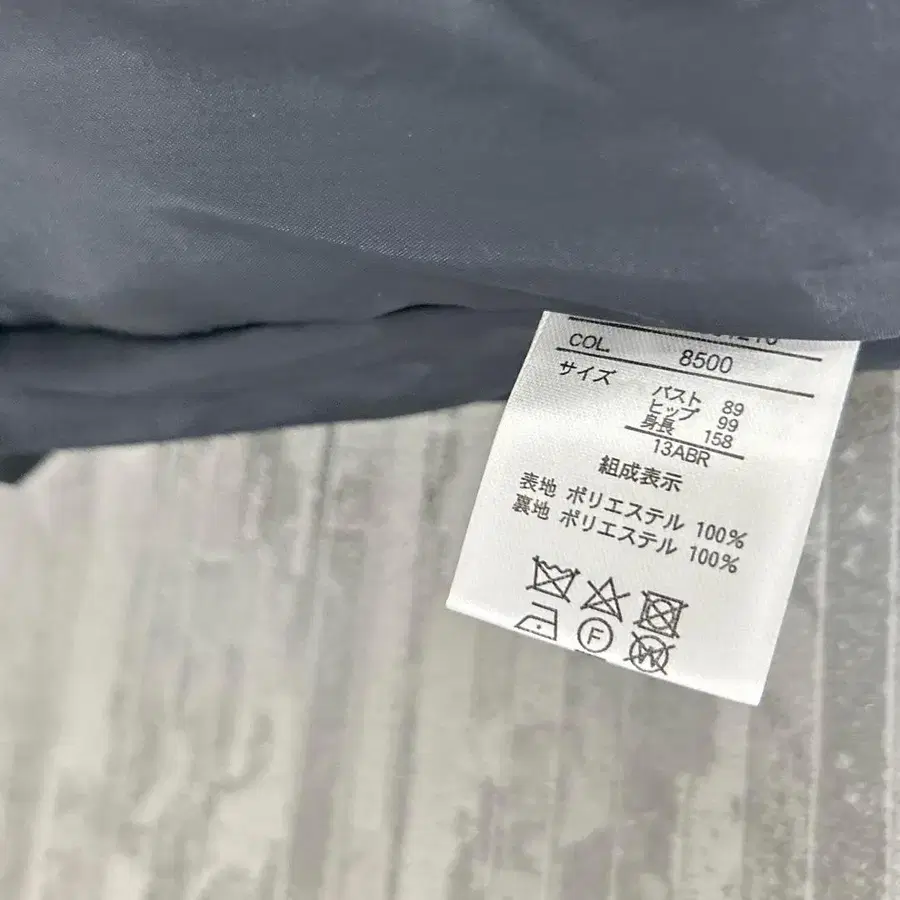 COL. 8500
サイズ
バスト 89
ヒップ 99
身長 158
13ABR
組成表示
表地 ポリエステル 100%
裏地 ポリエステル 100%
F
W